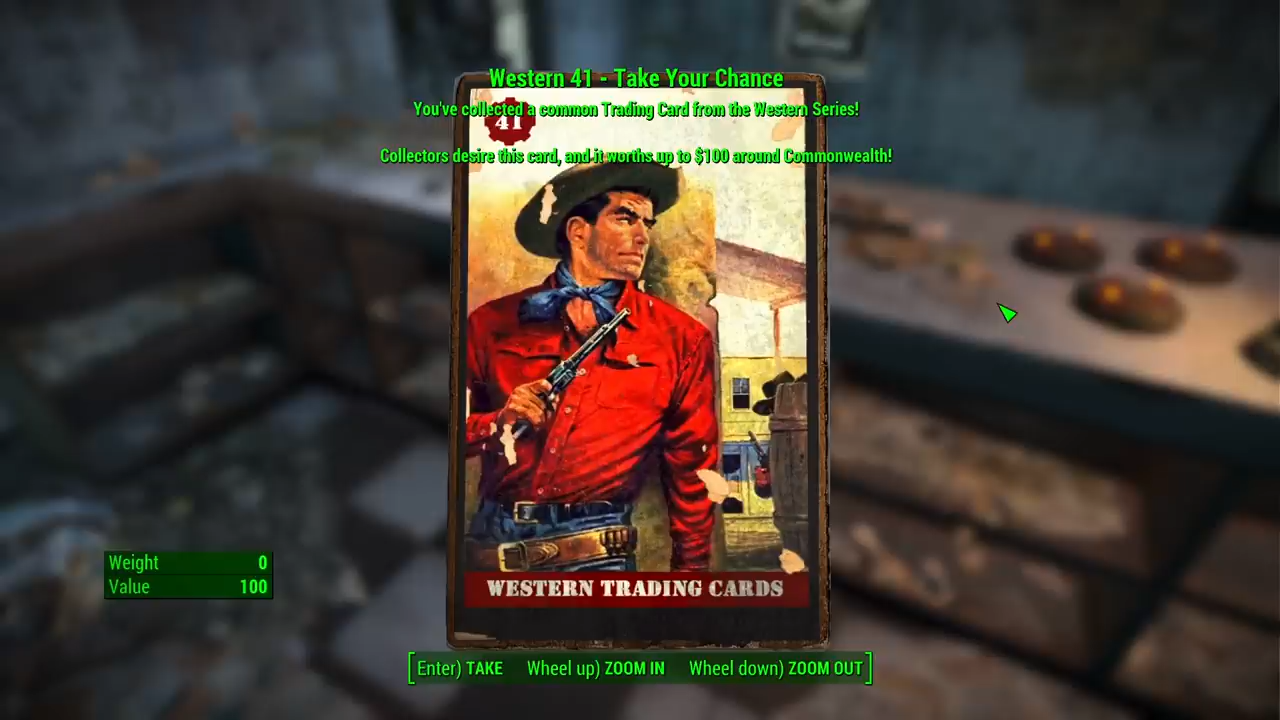 Western 41 - Take Your Chance
You've collected a common Trading Card from the Western Series!
41
Collectors desire this card, and it worths up to $100 around Commonwealth!
WESTERN TRADING CARDS
Weight 0
Value 100
[Enter) TAKE Wheel up) ZOOM IN Wheel down) ZOOM OUT]